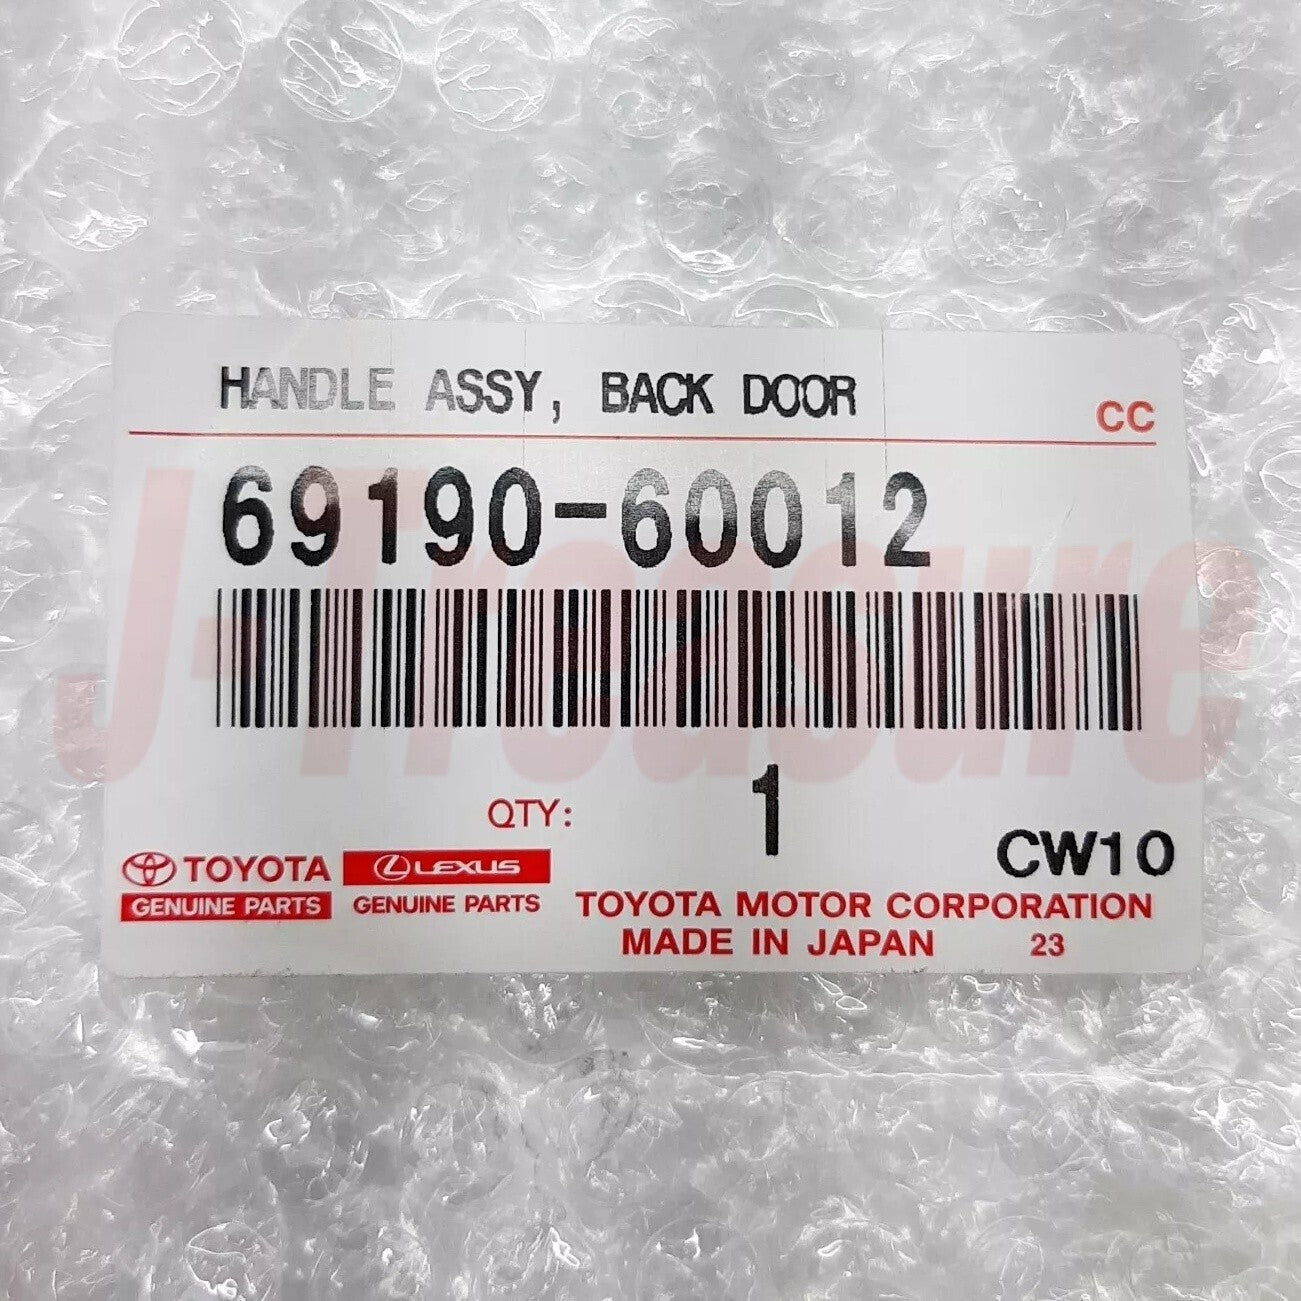 HANDLE ASSY, BACK DOOR
CC
69190-60012
J-Treasure
QTY: 1
CW10
TOYOTA
GENUINE PARTS
LEXUS
GENUINE PARTS
TOYOTA MOTOR CORPORATION
MADE IN JAPAN 23